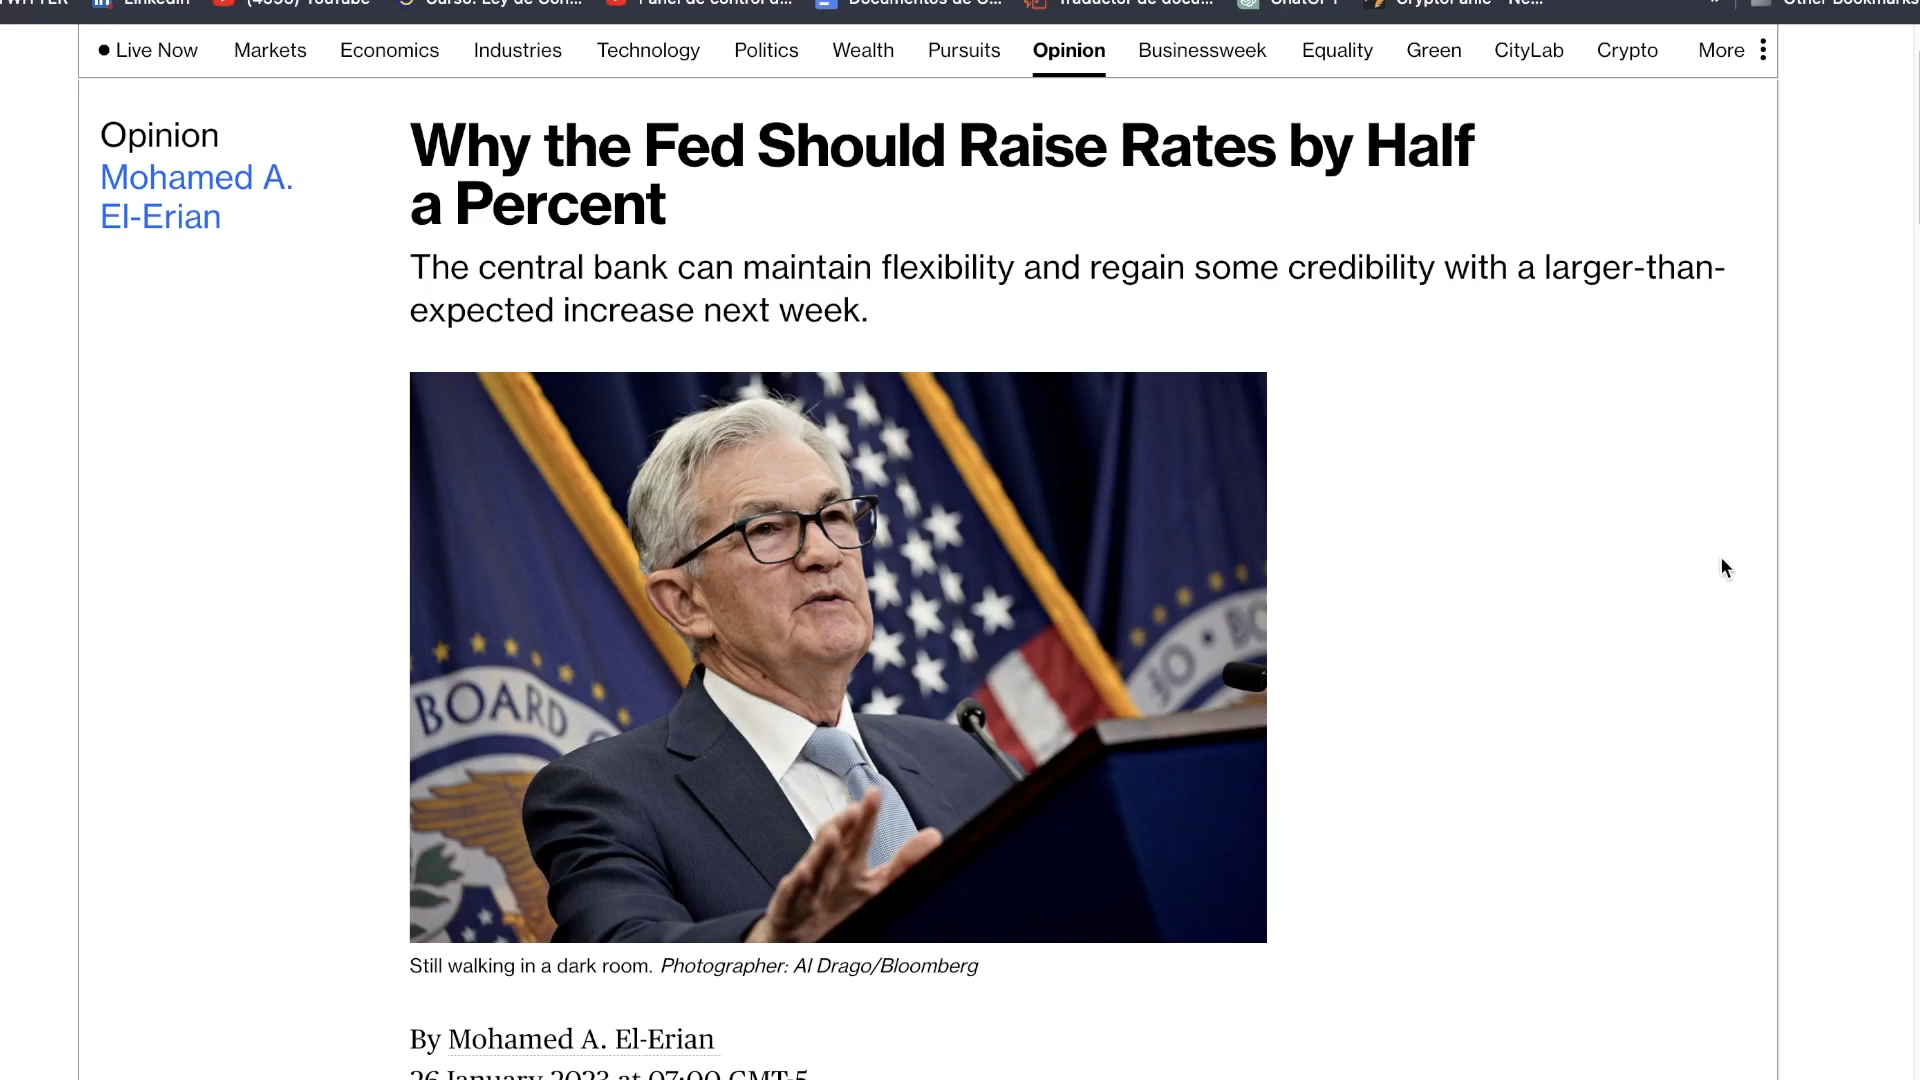 LinkedIn (4895) YouTube Curso: Ley de Con... Panel de control d... Documentos de G... Traductor de docu... ChatGPT CryptoPanic - Ne... » Other Bookmarks
Live Now Markets Economics Industries Technology Politics Wealth Pursuits Opinion Businessweek Equality Green CityLab Crypto More
Opinion
Mohamed A.
El-Erian
Why the Fed Should Raise Rates by Half
a Percent
The central bank can maintain flexibility and regain some credibility with a larger-than-
expected increase next week.
BOARD
OF • BO
Still walking in a dark room. Photographer: Al Drago/Bloomberg
By Mohamed A. El-Erian
26 January 2023 at 07:00 GMT-5